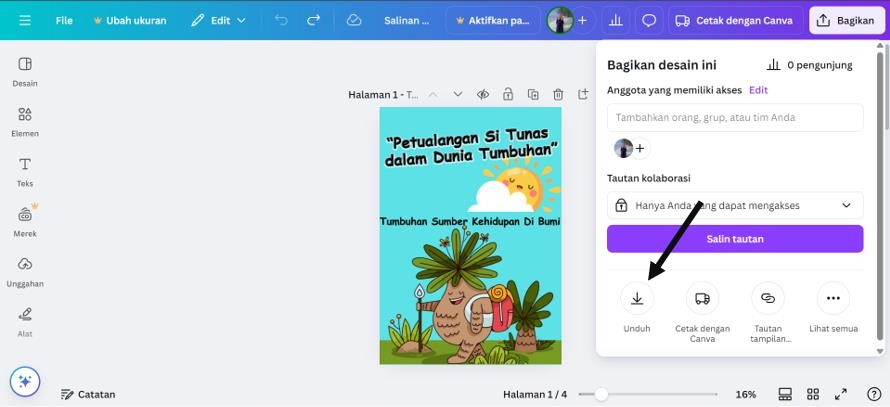 File
Ubah ukuran
Edit
Salinan ...
Aktifkan pa...
Cetak dengan Canva
Bagikan
Desain
Elemen
Teks
Merek
Unggahan
Alat
Halaman 1 - T...
“Petualangan Si Tunas
dalam Dunia Tumbuhan”
Tumbuhan Sumber Kehidupan Di Bumi
Bagikan desain ini
0 pengunjung
Anggota yang memiliki akses Edit
Tambahkan orang, grup, atau tim Anda
Tautan kolaborasi
Hanya Anda yang dapat mengakses
Salin tautan
Unduh
Cetak dengan
Canva
Tautan
tampilan...
Lihat semua
Catatan
Halaman 1 / 4
16%